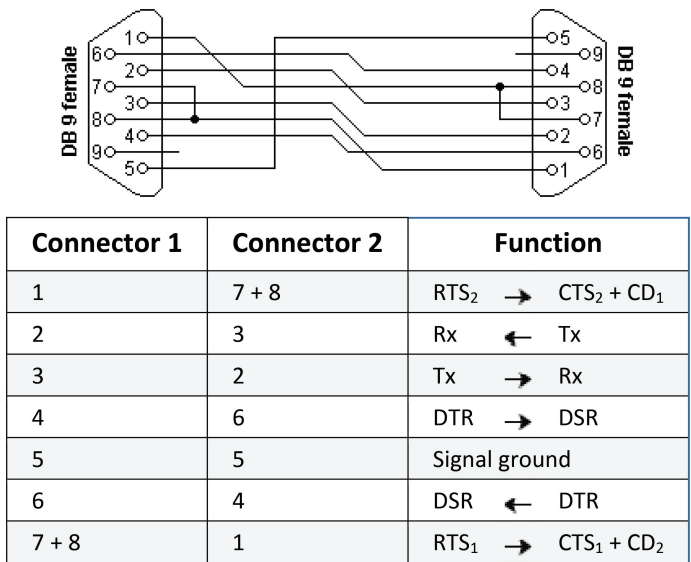 DB 9 female
1
6
2
7
3
8
4
9
5
5
9
4
8
3
7
2
6
1
DB 9 female
Connector 1 Connector 2 Function
1 7 + 8 RTS₂ → CTS₂ + CD₁
2 3 Rx ← Tx
3 2 Tx → Rx
4 6 DTR → DSR
5 5 Signal ground
6 4 DSR ← DTR
7 + 8 1 RTS₁ → CTS₁ + CD₂